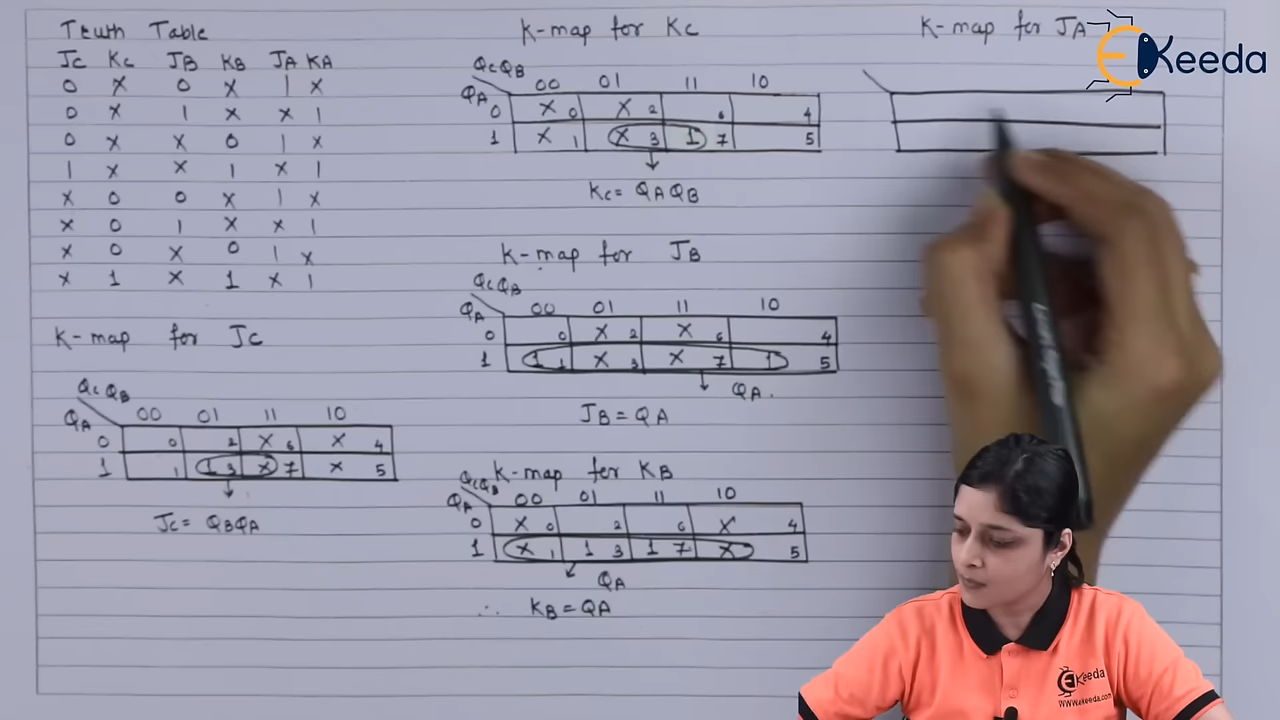 Truth Table
JC KC JB KB JA KA
0 X 0 X 1 X
0 X 1 X X 1
0 X X 0 1 X
1 X X 1 X 1
X 0 0 X 1 X
X 0 1 X X 1
X 0 X 0 1 X
X 1 X 1 X 1
K-map for JC
QCQB
QA 00 01 11 10
0 0 2 X 6 X 4
1 1 1 3 X 7 X 5
JC = QBQA
K-map for KC
QCQB
QA 00 01 11 10
0 X 0 X 2 6 4
1 X 1 X 3 1 7 5
KC = QAQB
K-map for JB
QCQB
QA 00 01 11 10
0 0 X 2 X 6 4
1 1 1 X 3 X 7 1 5
QA.
JB = QA
K-map for KB
QCQB
QA 00 01 11 10
0 X 0 2 6 X 4
1 X 1 1 3 1 7 X 5
QA
∴ KB = QA
K-map for JA
EKeeda
EKeeda
www.ekeeda.com